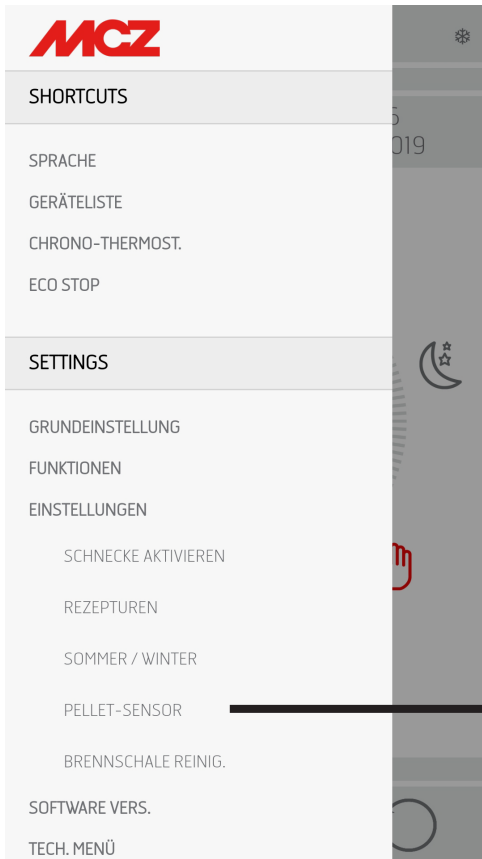 MCZ
SHORTCUTS
SPRACHE
GERÄTELISTE
CHRONO-THERMOST.
ECO STOP
SETTINGS
GRUNDEINSTELLUNG
FUNKTIONEN
EINSTELLUNGEN
SCHNECKE AKTIVIEREN
REZEPTUREN
SOMMER / WINTER
PELLET-SENSOR
BRENNSCHALE REINIG.
SOFTWARE VERS.
TECH. MENÜ
019